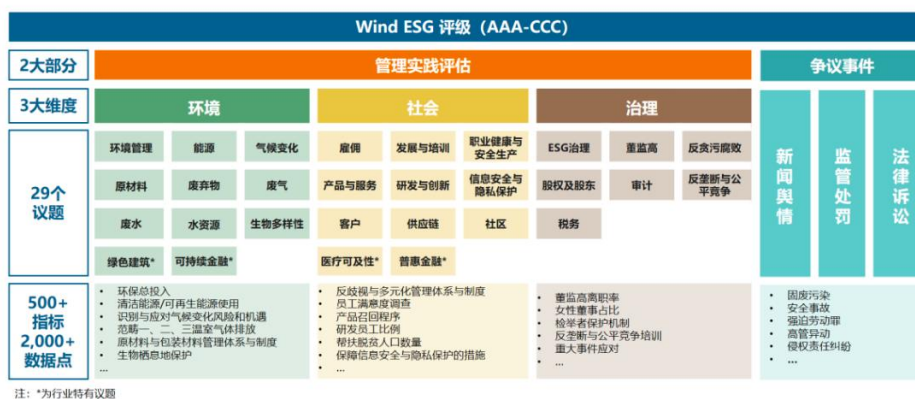 Wind ESG 评级（AAA-CCC）
2大部分
管理实践评估
争议事件
3大维度
环境
社会
治理
29个
议题
环境管理
能源
气候变化
原材料
废弃物
废气
废水
水资源
生物多样性
绿色建筑*
可持续金融*
雇佣
发展与培训
职业健康与
安全生产
产品与服务
研发与创新
信息安全与
隐私保护
客户
供应链
社区
医疗可及性*
普惠金融*
ESG治理
董监高
反贪污腐败
股权及股东
审计
反垄断与公
平竞争
税务
新闻舆情
监管处罚
法律诉讼
500+
指标
2,000+
数据点
• 环保总投入
• 清洁能源/可再生能源使用
• 识别与应对气候变化风险和机遇
• 范畴一、二、三温室气体排放
• 原材料与包装材料管理体系与制度
• 生物栖息地保护
...
• 反歧视与多元化管理体系与制度
• 员工满意度调查
• 产品召回程序
• 研发员工比例
• 帮扶脱贫人口数量
• 保障信息安全与隐私保护的措施
• ...
• 董监高离职率
• 女性董事占比
• 检举者保护机制
• 反垄断与公平竞争培训
• 重大事件应对
• ...
• 固废污染
• 安全事故
• 强迫劳动罪
• 高管异动
• 侵权责任纠纷
• ...
注：*为行业特有议题